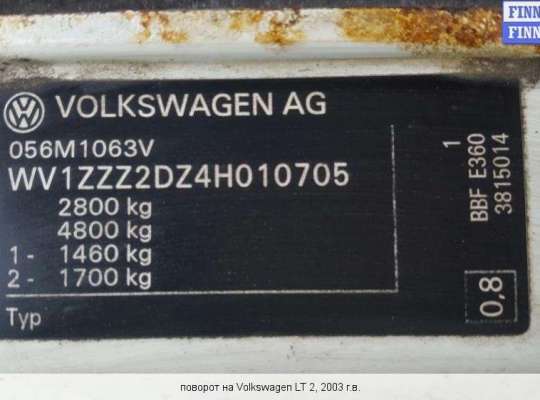 FINN
FINN
VOLKSWAGEN AG
056M1063V
WV1ZZZ2DZ4H010705
2800 kg
4800 kg
1 - 1460 kg
2 - 1700 kg
Typ
1
BBF E360
3815014
0,8
поворот на Volkswagen LT 2, 2003 г.в.